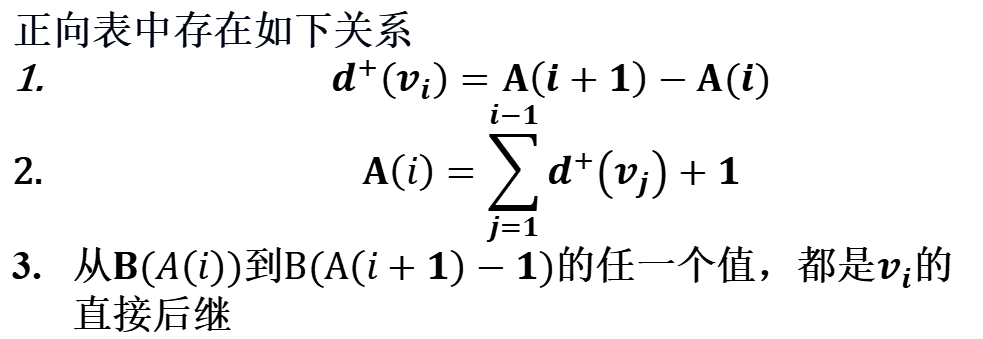 正向表中存在如下关系
1. d⁺(vᵢ) = A(i + 1) − A(i)
2. A(i) = ∑_{j=1}^{i−1} d⁺(vⱼ) + 1
3. 从B(A(i))到B(A(i + 1) − 1)的任一个值，都是vᵢ的
直接后继